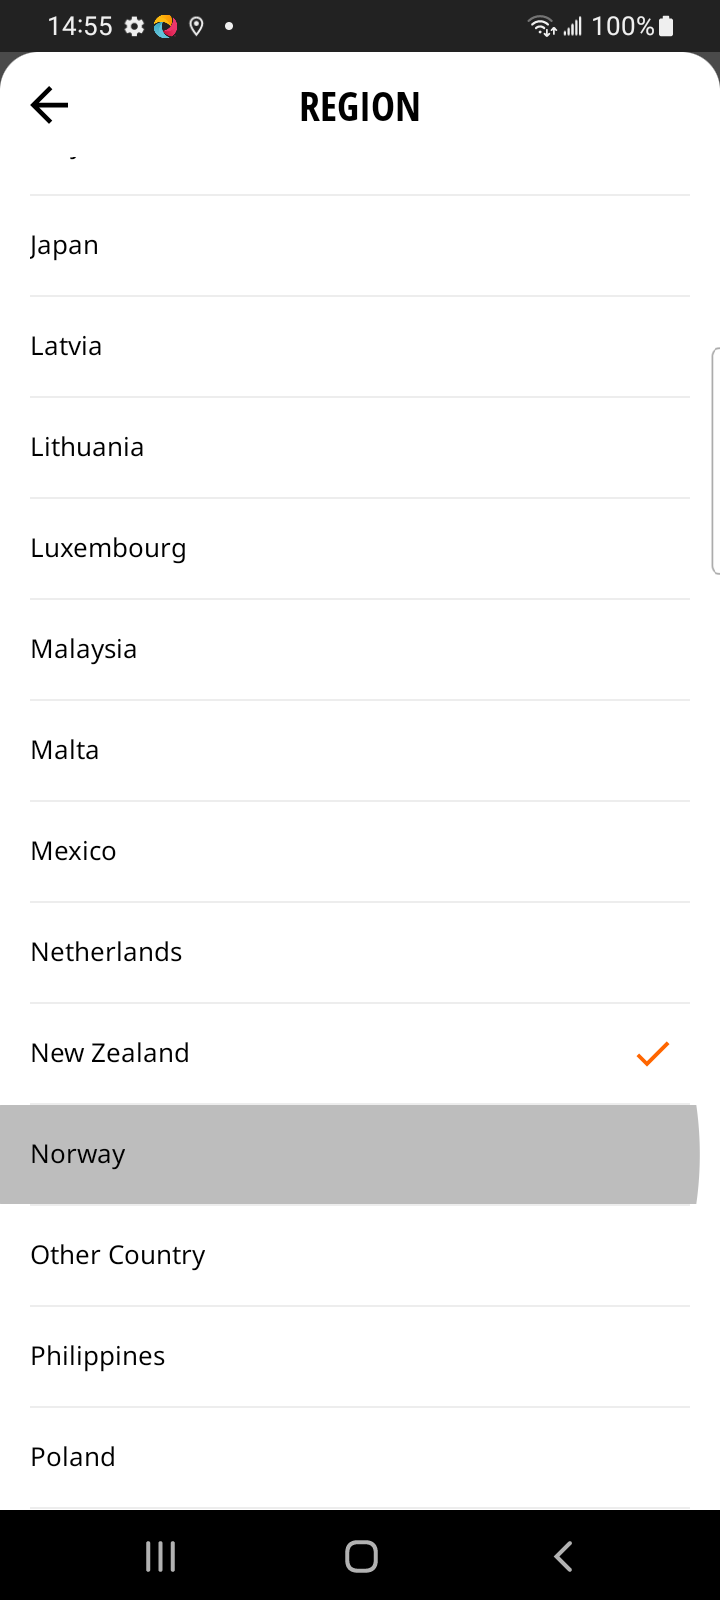 14:55
100%
REGION
Japan
Latvia
Lithuania
Luxembourg
Malaysia
Malta
Mexico
Netherlands
New Zealand
Norway
Other Country
Philippines
Poland